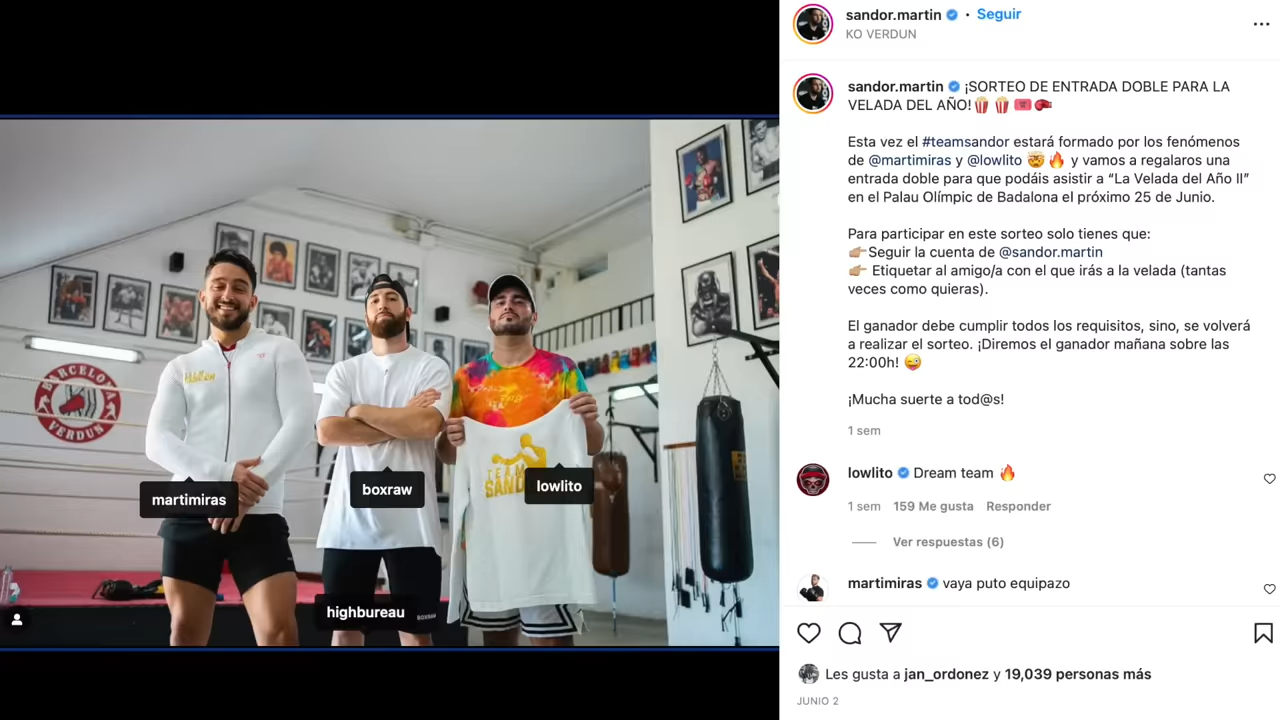 sandor.martin • Seguir
KO VERDUN
sandor.martin ¡SORTEO DE ENTRADA DOBLE PARA LA
VELADA DEL AÑO!🍿🍿🎟️🥊
Esta vez el #teamsandor estará formado por los fenómenos
de @martimiras y @lowlito 🤯🔥 y vamos a regalaros una
entrada doble para que podáis asistir a “La Velada del Año II”
en el Palau Olímpic de Badalona el próximo 25 de Junio.
Para participar en este sorteo solo tienes que:
👉🏼Seguir la cuenta de @sandor.martin
👉🏼 Etiquetar al amigo/a con el que irás a la velada (tantas
veces como quieras).
El ganador debe cumplir todos los requisitos, sino, se volverá
a realizar el sorteo. ¡Diremos el ganador mañana sobre las
22:00h! 😜
¡Mucha suerte a tod@s!
1 sem
lowlito Dream team 🔥
1 sem 159 Me gusta Responder
Ver respuestas (6)
martimiras vaya puto equipazo
Les gusta a jan_ordonez y 19,039 personas más
JUNIO 2
BARCELONA
VERDUN
TEAM
SAND
martimiras
boxraw
lowlito
highbureau
BOXRAW